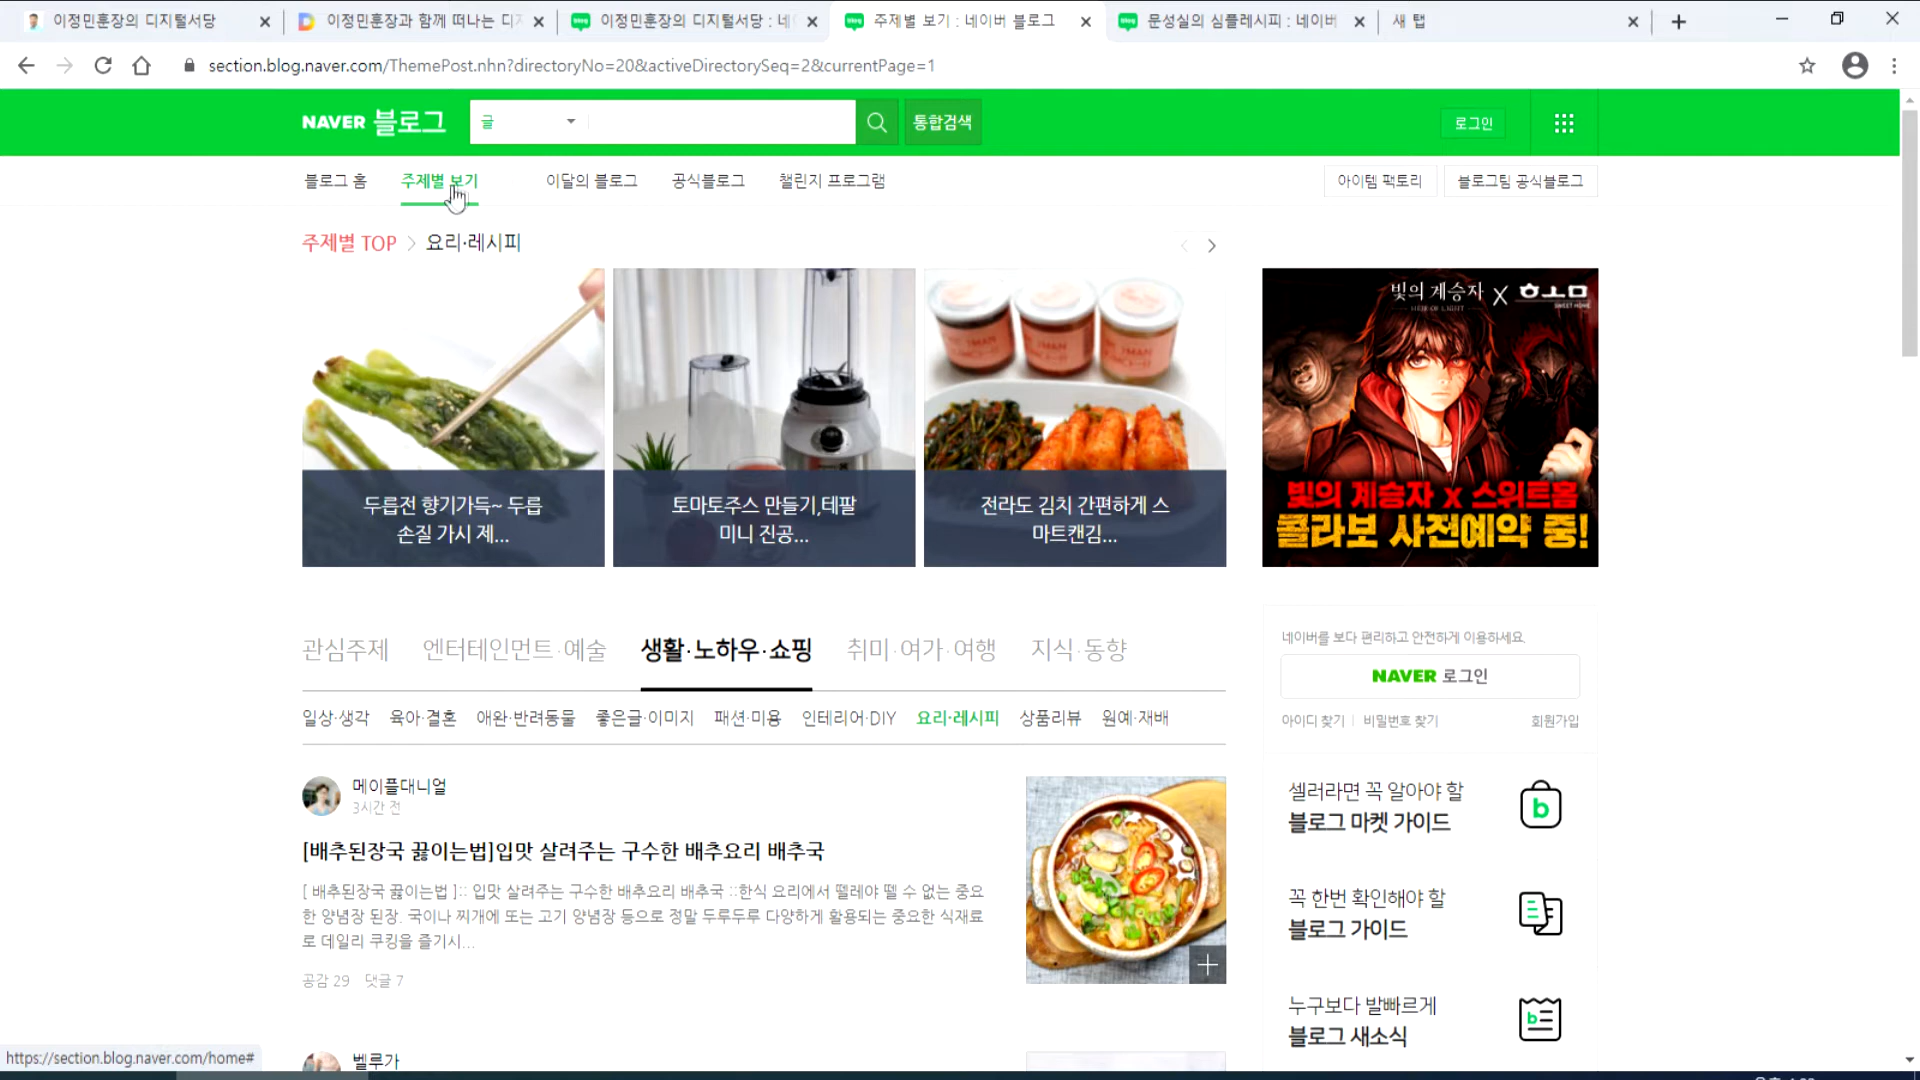 이정민훈장의 디지털서당
이정민훈장과 함께 떠나는 디지
이정민훈장의 디지털서당 : 네이
주제별 보기 : 네이버 블로그
문성실의 심플레시피 : 네이버
새 탭
section.blog.naver.com/ThemePost.nhn?directoryNo=20&activeDirectorySeq=2&currentPage=1
NAVER 블로그
글
통합검색
로그인
블로그 홈
주제별 보기
이달의 블로그
공식블로그
챌린지 프로그램
아이템 팩토리
블로그팀 공식블로그
주제별 TOP > 요리·레시피
두릅전 향기가득~ 두릅
손질 가시 제...
토마토주스 만들기,테팔
미니 진공...
전라도 김치 간편하게 스
마트캔김...
빛의 계승자 X ㅎㅗㅁ
HEIR OF LIGHT
SWEET HOME
빛의 계승자 x 스위트홈
콜라보 사전예약 중!
관심주제
엔터테인먼트·예술
생활·노하우·쇼핑
취미·여가·여행
지식·동향
일상·생각
육아·결혼
애완·반려동물
좋은글·이미지
패션·미용
인테리어·DIY
요리·레시피
상품리뷰
원예·재배
네이버를 보다 편리하고 안전하게 이용하세요.
NAVER 로그인
아이디 찾기
비밀번호 찾기
회원가입
메이플대니얼
3시간 전
[배추된장국 끓이는법]입맛 살려주는 구수한 배추요리 배추국
[ 배추된장국 끓이는법 ]:: 입맛 살려주는 구수한 배추요리 배추국 ::한식 요리에서 뗄레야 뗄 수 없는 중요
한 양념장 된장. 국이나 찌개에 또는 고기 양념장 등으로 정말 두루두루 다양하게 활용되는 중요한 식재료
로 데일리 쿠킹을 즐기시...
공감 29 댓글 7
셀러라면 꼭 알아야 할
블로그 마켓 가이드
꼭 한번 확인해야 할
블로그 가이드
누구보다 발빠르게
블로그 새소식
벨루가
https://section.blog.naver.com/home#